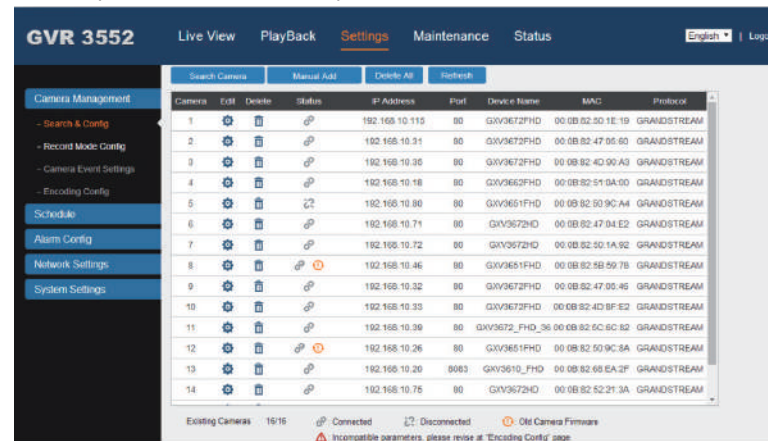 GVR 3552 Live View PlayBack Settings Maintenance Status English | Logo
Search Camera Manual Add Delete All Refresh
Camera Management
- Search & Config
- Record Mode Config
- Camera Event Settings
- Encoding Config
Schedule
Alarm Config
Network Settings
System Settings
Camera Edit Delete Status IP Address Port Device Name MAC Protocol
1 192.168.10.115 80 GXV3672FHD 00:0B:82:50:1E:19 GRANDSTREAM
2 192.168.10.31 80 GXV3672FHD 00:0B:82:47:05:60 GRANDSTREAM
3 192.168.10.35 80 GXV3672FHD 00:0B:82:4D:90:A3 GRANDSTREAM
4 192.168.10.18 80 GXV3662FHD 00:0B:82:51:0A:00 GRANDSTREAM
5 192.168.10.80 80 GXV3651FHD 00:0B:82:50:9C:A4 GRANDSTREAM
6 192.168.10.71 80 GXV3672HD 00:0B:82:47:04:E2 GRANDSTREAM
7 192.168.10.72 80 GXV3672HD 00:0B:82:50:1A:92 GRANDSTREAM
8 192.168.10.46 80 GXV3651FHD 00:0B:82:5B:59:78 GRANDSTREAM
9 192.168.10.32 80 GXV3672FHD 00:0B:82:47:06:46 GRANDSTREAM
10 192.168.10.33 80 GXV3672FHD 00:0B:82:4D:8F:E2 GRANDSTREAM
11 192.168.10.39 80 GXV3672_FHD_36 00:0B:82:6C:6C:82 GRANDSTREAM
12 192.168.10.26 80 GXV3651FHD 00:0B:82:50:9C:8A GRANDSTREAM
13 192.168.10.20 8083 GXV3610_FHD 00:0B:82:68:EA:2F GRANDSTREAM
14 192.168.10.75 80 GXV3672HD 00:0B:82:52:21:3A GRANDSTREAM
Existing Cameras 16/16 Connected Disconnected : Old Camera Firmware
Incompatible parameters, please revise at "Encoding Config" page